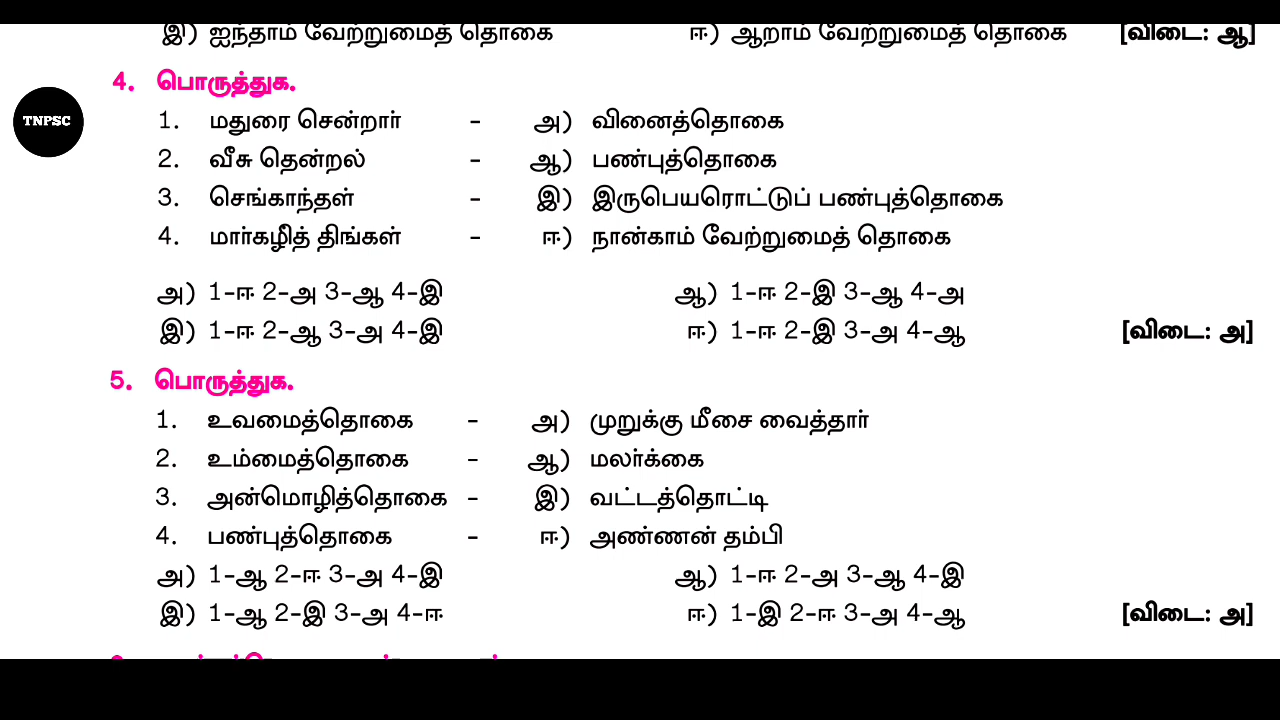 இ) ஐந்தாம் வேற்றுமைத் தொகை ஈ) ஆறாம் வேற்றுமைத் தொகை [விடை: ஆ]
4. பொருத்துக.
TNPSC
1. மதுரை சென்றார் - அ) வினைத்தொகை
2. வீசு தென்றல் - ஆ) பண்புத்தொகை
3. செங்காந்தள் - இ) இருபெயரொட்டுப் பண்புத்தொகை
4. மார்கழித் திங்கள் - ஈ) நான்காம் வேற்றுமைத் தொகை
அ) 1-ஈ 2-அ 3-ஆ 4-இ ஆ) 1-ஈ 2-இ 3-ஆ 4-அ
இ) 1-ஈ 2-ஆ 3-அ 4-இ ஈ) 1-ஈ 2-இ 3-அ 4-ஆ [விடை: அ]
5. பொருத்துக.
1. உவமைத்தொகை - அ) முறுக்கு மீசை வைத்தார்
2. உம்மைத்தொகை - ஆ) மலர்க்கை
3. அன்மொழித்தொகை - இ) வட்டத்தொட்டி
4. பண்புத்தொகை - ஈ) அண்ணன் தம்பி
அ) 1-ஆ 2-ஈ 3-அ 4-இ ஆ) 1-ஈ 2-அ 3-ஆ 4-இ
இ) 1-ஆ 2-இ 3-அ 4-ஈ ஈ) 1-இ 2-ஈ 3-அ 4-ஆ [விடை: அ]